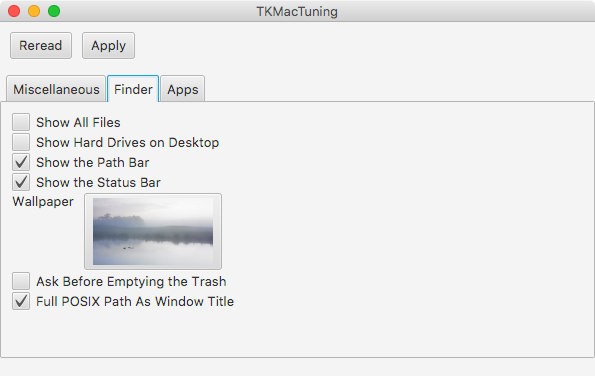 TKMacTuning
Reread Apply
Miscellaneous Finder Apps
Show All Files
Show Hard Drives on Desktop
Show the Path Bar
Show the Status Bar
Wallpaper
Ask Before Emptying the Trash
Full POSIX Path As Window Title